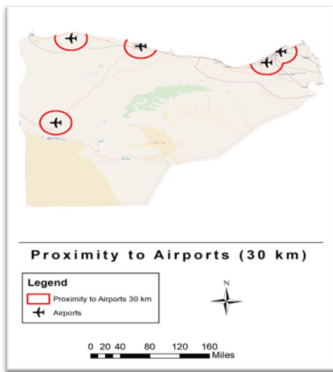 Proximity to Airports (30 km)
Legend
Proximity to Airports 30 km
Airports
N
0 20 40 80 120 160
Miles